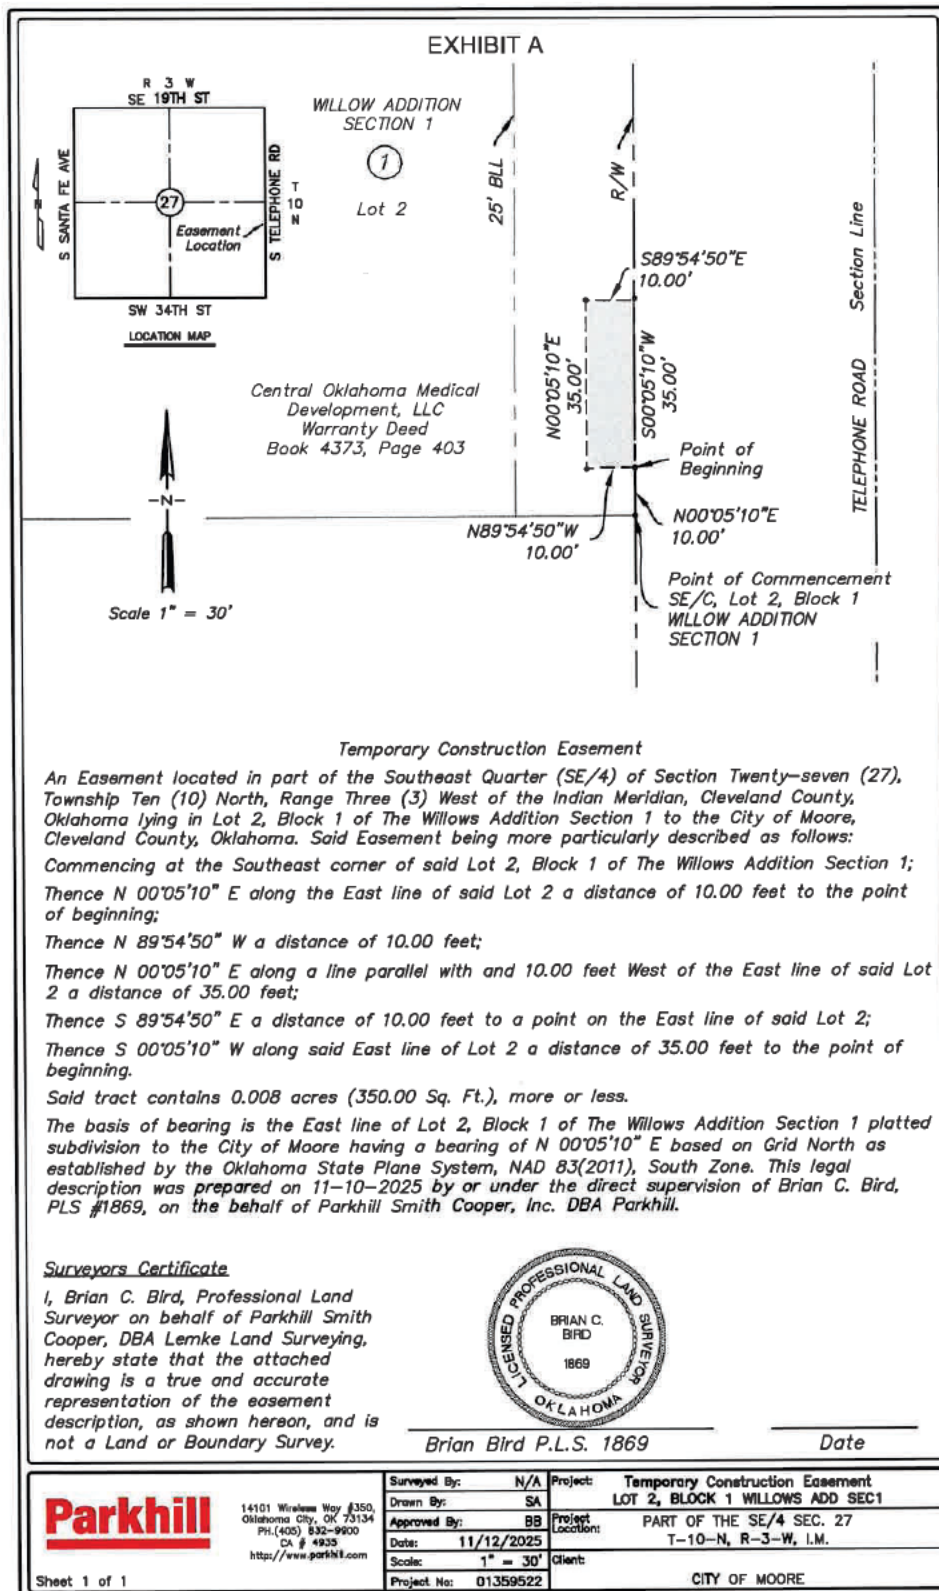 EXHIBIT A
R 3 W
SE 19TH ST
S SANTA FE AVE
N
27
Easement
Location
S TELEPHONE RD
T
10
N
SW 34TH ST
LOCATION MAP
WILLOW ADDITION
SECTION 1
1
Lot 2
25' BLL
R/W
Section Line
TELEPHONE ROAD
S89°54'50"E
10.00'
N00°05'10"E
35.00'
S00°05'10"W
35.00'
Central Oklahoma Medical
Development, LLC
Warranty Deed
Book 4373, Page 403
Point of
Beginning
-N-
N89°54'50"W
10.00'
N00°05'10"E
10.00'
Scale 1" = 30'
Point of Commencement
SE/C, Lot 2, Block 1
WILLOW ADDITION
SECTION 1
Temporary Construction Easement
An Easement located in part of the Southeast Quarter (SE/4) of Section Twenty-seven (27),
Township Ten (10) North, Range Three (3) West of the Indian Meridian, Cleveland County,
Oklahoma lying in Lot 2, Block 1 of The Willows Addition Section 1 to the City of Moore,
Cleveland County, Oklahoma. Said Easement being more particularly described as follows:
Commencing at the Southeast corner of said Lot 2, Block 1 of The Willows Addition Section 1;
Thence N 00°05'10" E along the East line of said Lot 2 a distance of 10.00 feet to the point
of beginning;
Thence N 89°54'50" W a distance of 10.00 feet;
Thence N 00°05'10" E along a line parallel with and 10.00 feet West of the East line of said Lot
2 a distance of 35.00 feet;
Thence S 89°54'50" E a distance of 10.00 feet to a point on the East line of said Lot 2;
Thence S 00°05'10" W along said East line of Lot 2 a distance of 35.00 feet to the point of
beginning.
Said tract contains 0.008 acres (350.00 Sq. Ft.), more or less.
The basis of bearing is the East line of Lot 2, Block 1 of The Willows Addition Section 1 platted
subdivision to the City of Moore having a bearing of N 00°05'10" E based on Grid North as
established by the Oklahoma State Plane System, NAD 83(2011), South Zone. This legal
description was prepared on 11-10-2025 by or under the direct supervision of Brian C. Bird,
PLS #1869, on the behalf of Parkhill Smith Cooper, Inc. DBA Parkhill.
Surveyors Certificate
I, Brian C. Bird, Professional Land
Surveyor on behalf of Parkhill Smith
Cooper, DBA Lemke Land Surveying,
hereby state that the attached
drawing is a true and accurate
representation of the easement
description, as shown hereon, and is
not a Land or Boundary Survey.
LICENSED PROFESSIONAL LAND SURVEYOR
BRIAN C.
BIRD
1869
OKLAHOMA
Brian Bird P.L.S. 1869
Date
Parkhill
14101 Wireless Way #350,
Oklahoma City, OK 73134
PH.(405) 832-9900
CA # 4935
http://www.parkhill.com
Sheet 1 of 1
Surveyed By: N/A
Drawn By: SA
Approved By: BB
Date: 11/12/2025
Scale: 1" = 30'
Project No: 01359522
Project: Temporary Construction Easement
LOT 2, BLOCK 1 WILLOWS ADD SEC1
Project Location: PART OF THE SE/4 SEC. 27
T-10-N, R-3-W, I.M.
Client:
CITY OF MOORE